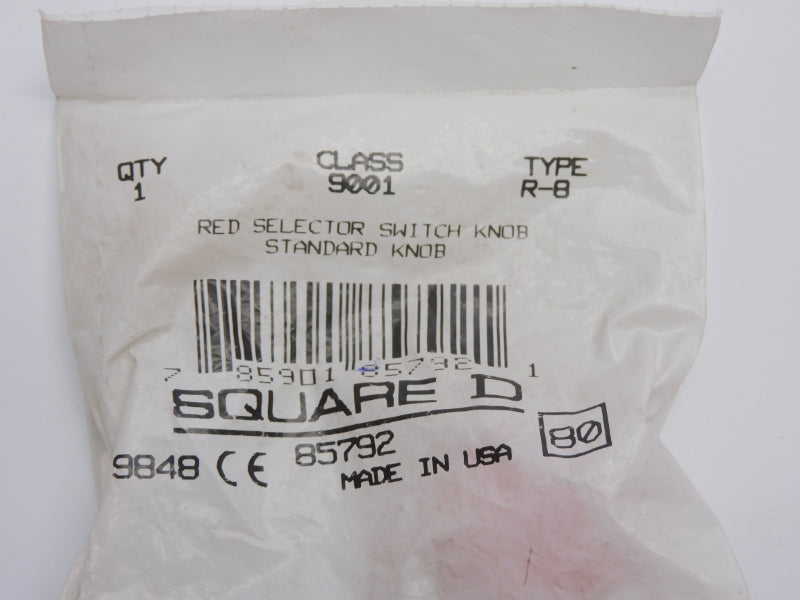 QTY CLASS TYPE
1 9001 R-8
RED SELECTOR SWITCH KNOB
STANDARD KNOB
7 85901 85792 1
SQUARE D
9848 CE 85792 80
MADE IN USA